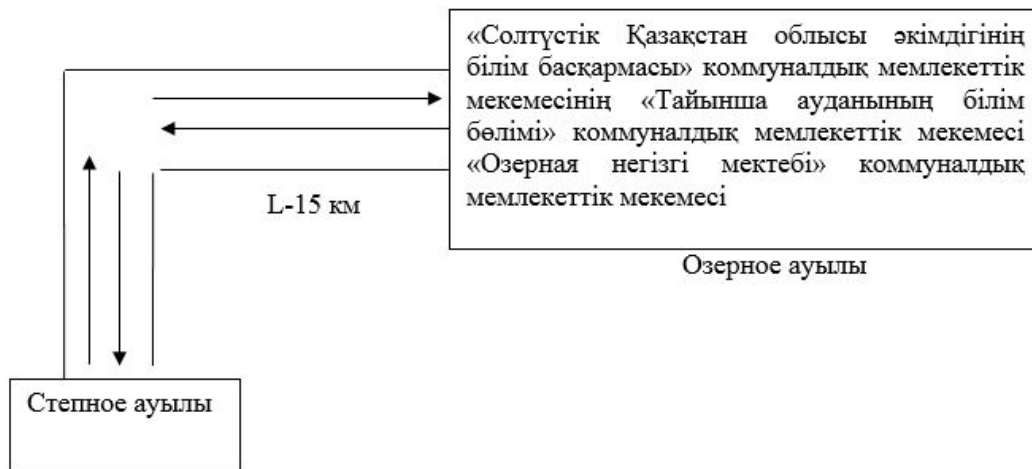 «Солтүстік Қазақстан облысы әкімдігінің
білім басқармасы» коммуналдық мемлекеттік
мекемесінің «Тайынша ауданының білім
бөлімі» коммуналдық мемлекеттік мекемесі
«Озерная негізгі мектебі» коммуналдық
мемлекеттік мекемесі
L-15 км
Озерное ауылы
Степное ауылы